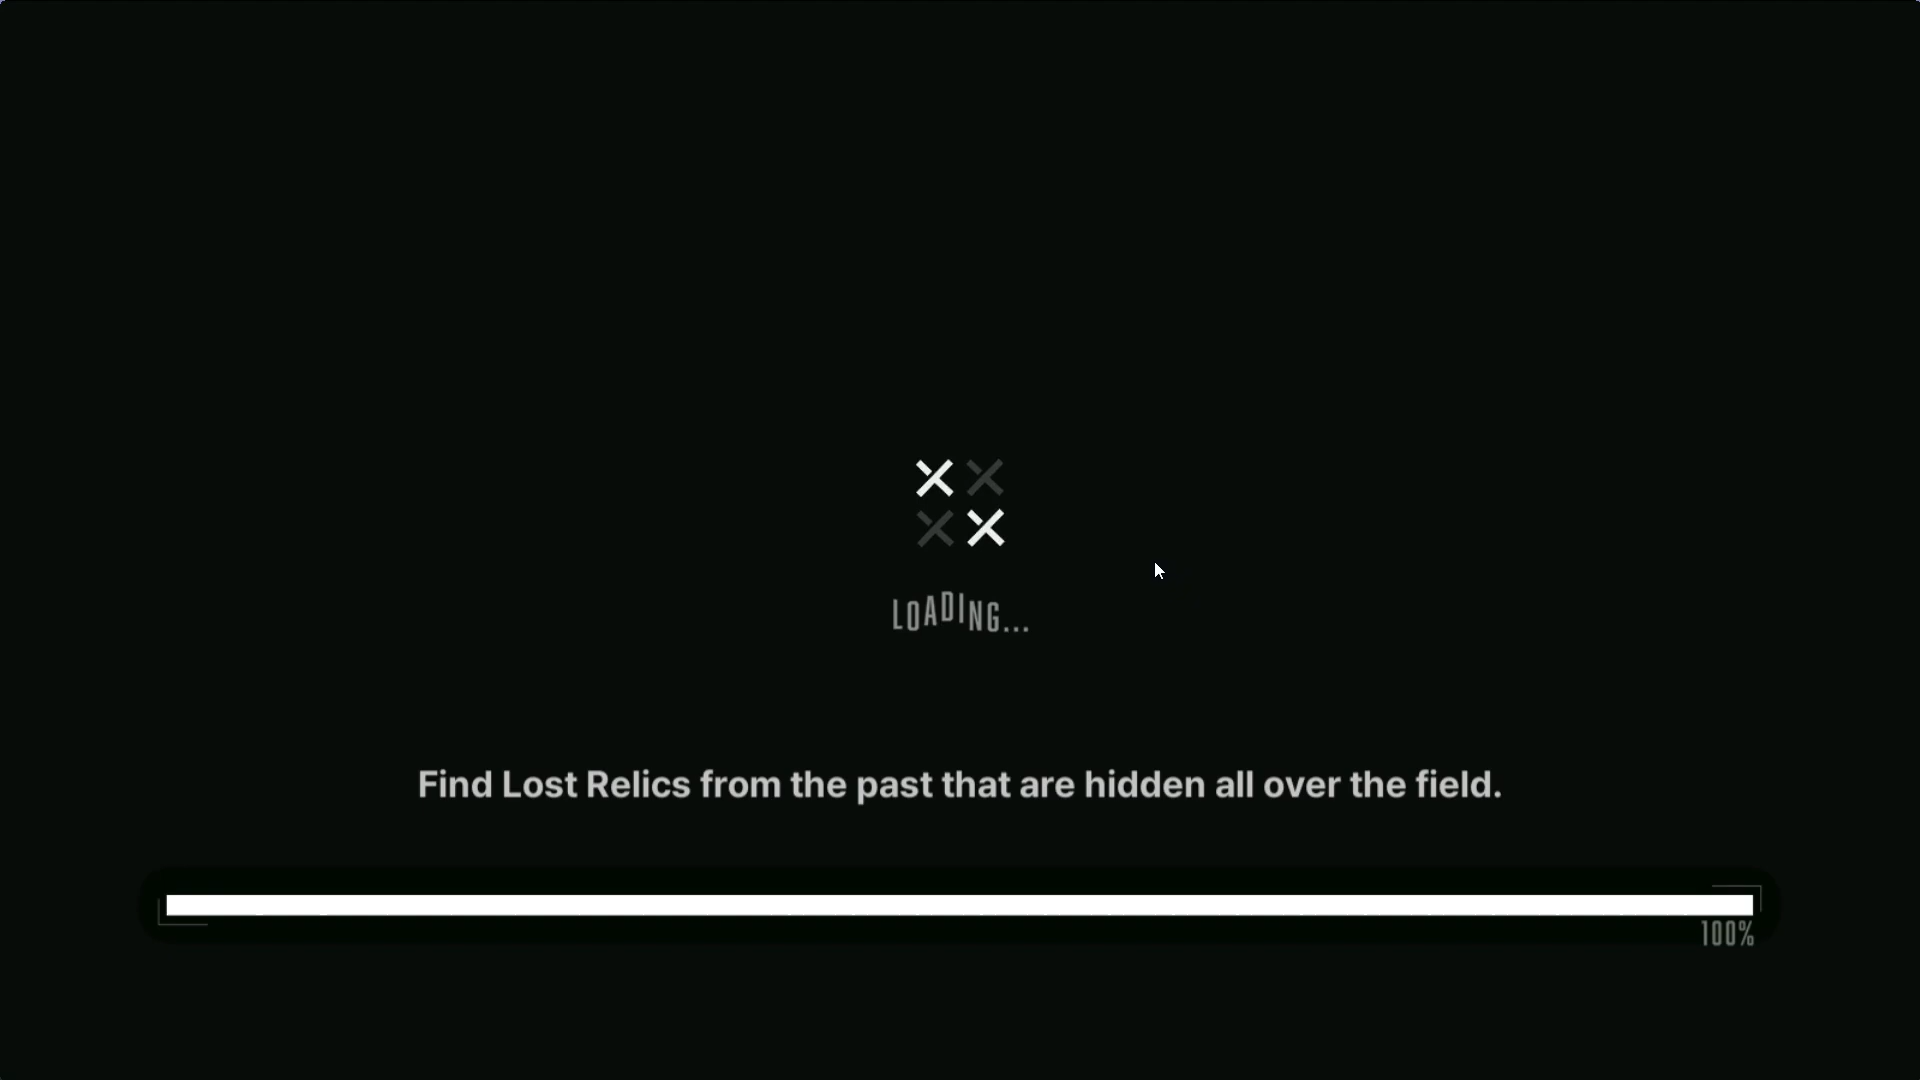 LOADING...
Find Lost Relics from the past that are hidden all over the field.
100%